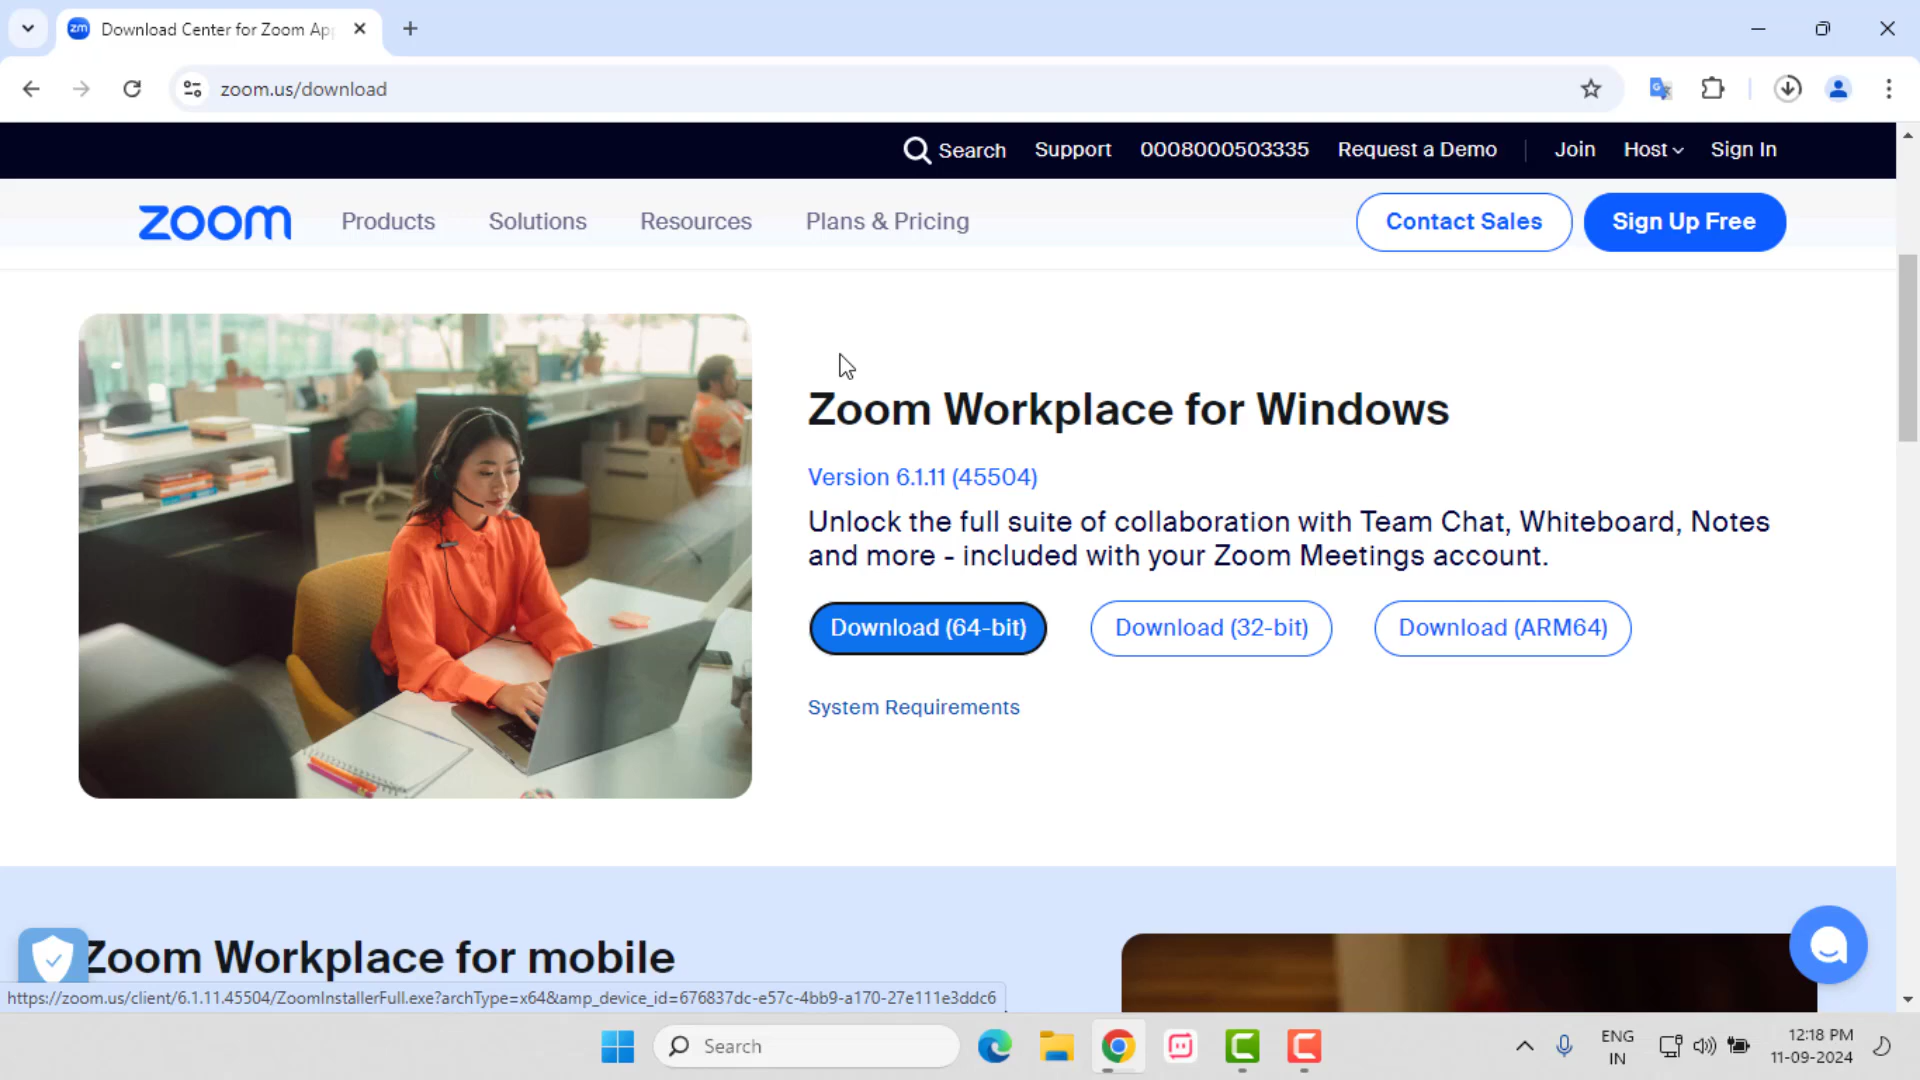 zm Download Center for Zoom Ap
zoom.us/download
Search Support 0008000503335 Request a Demo Join Host Sign In
zoom Products Solutions Resources Plans & Pricing Contact Sales Sign Up Free
Zoom Workplace for Windows
Version 6.1.11 (45504)
Unlock the full suite of collaboration with Team Chat, Whiteboard, Notes
and more - included with your Zoom Meetings account.
Download (64-bit) Download (32-bit) Download (ARM64)
System Requirements
Zoom Workplace for mobile
https://zoom.us/client/6.1.11.45504/ZoomInstallerFull.exe?archType=x64&amp_device_id=676837dc-e57c-4bb9-a170-27e111e3ddc6
Search
ENG
IN
12:18 PM
11-09-2024